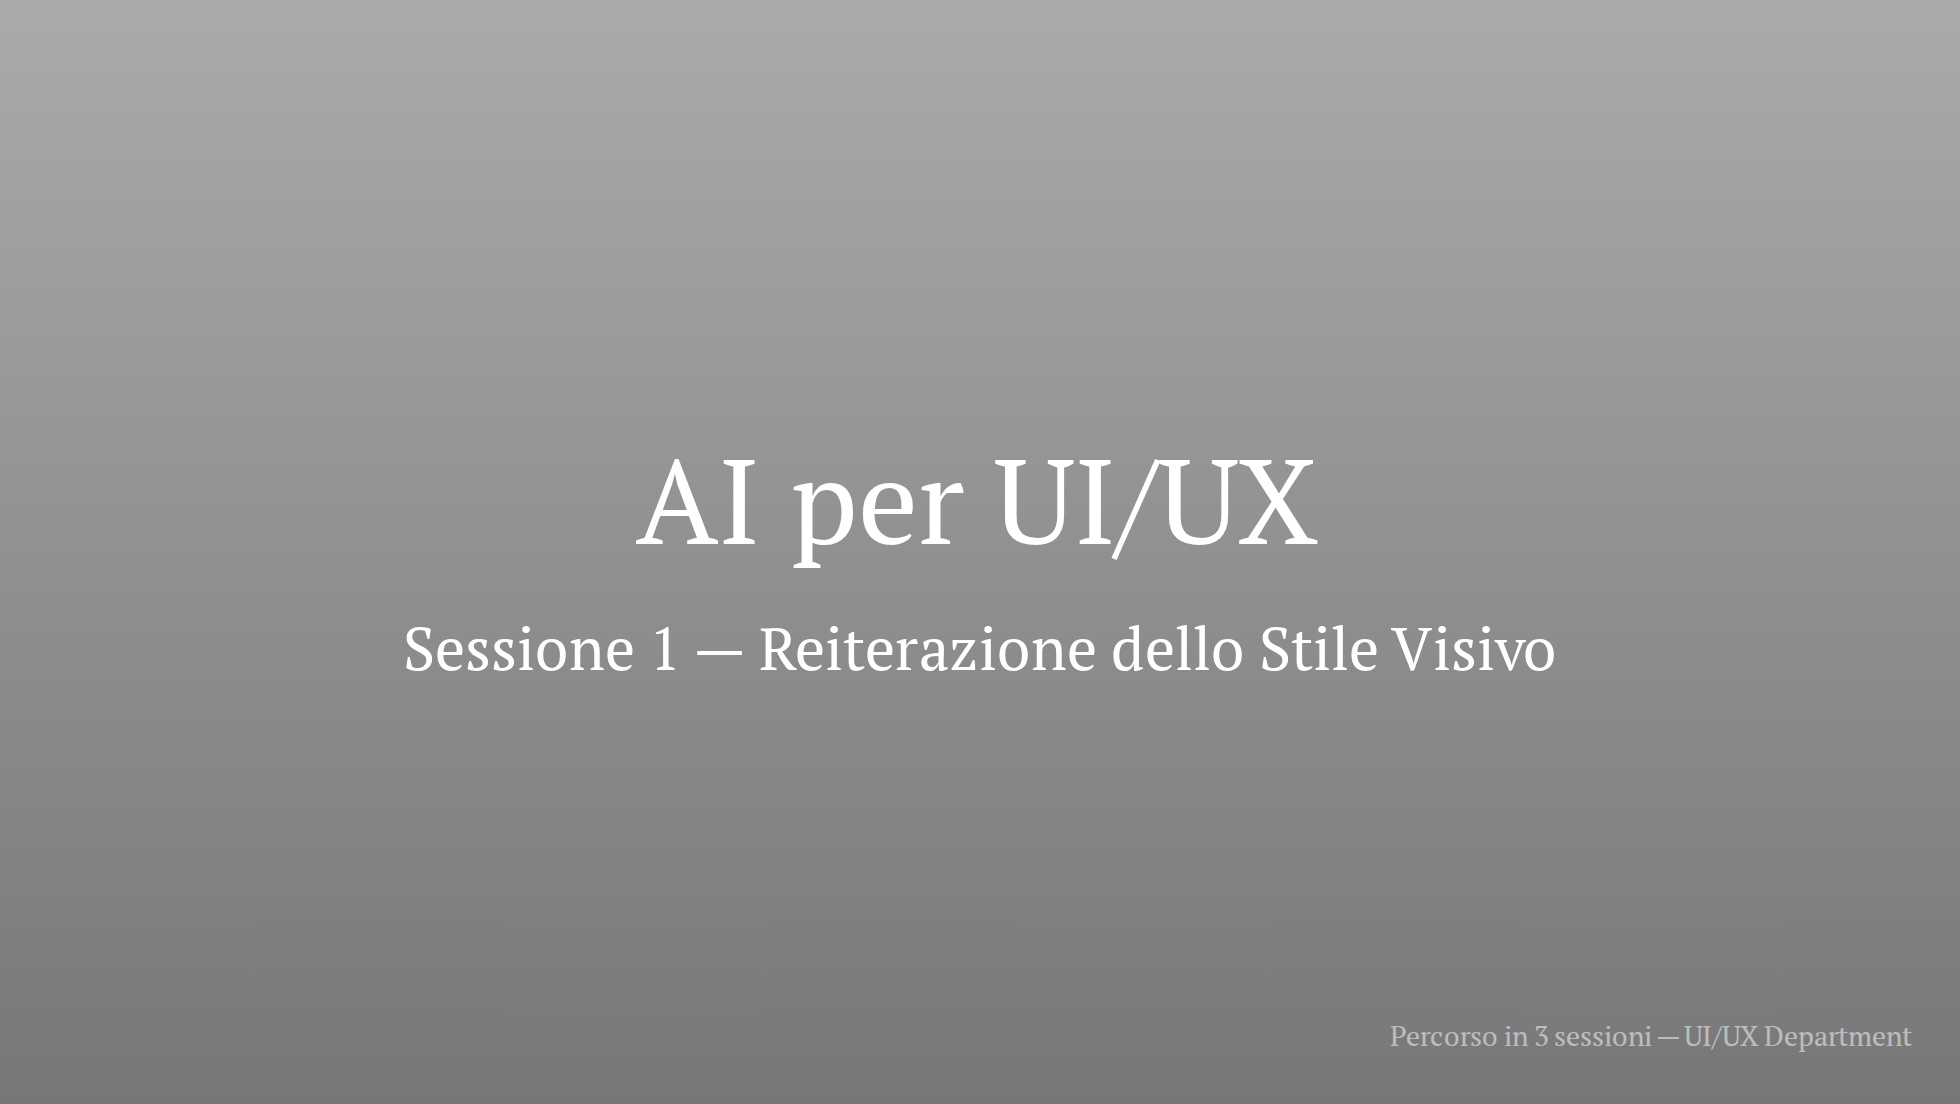 AI per UI/UX
Sessione 1 — Reiterazione dello Stile Visivo
Percorso in 3 sessioni — UI/UX Department